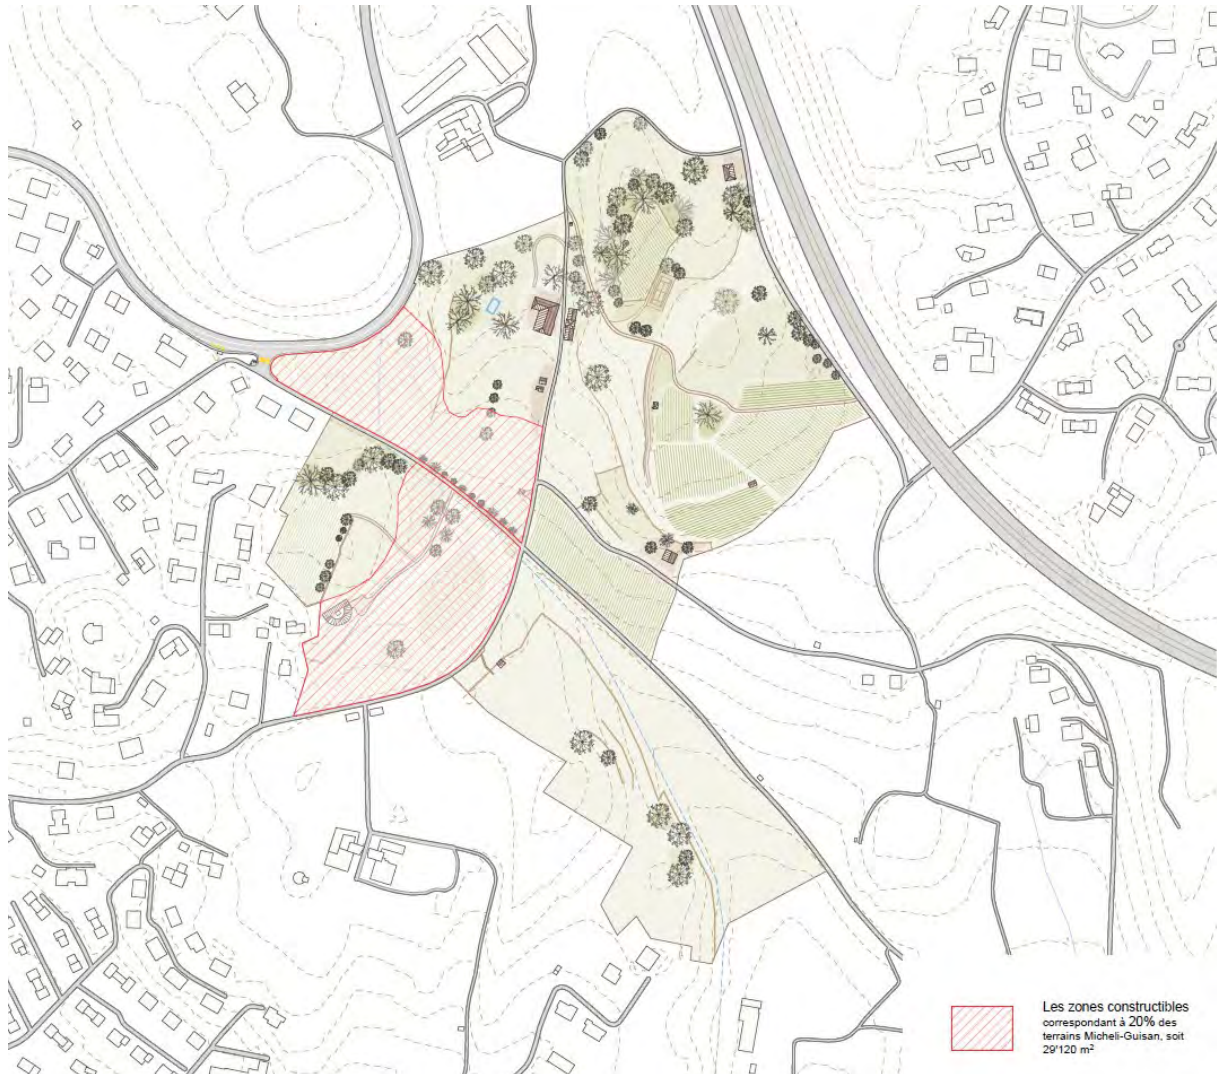 Les zones constructibles
correspondant à 20% des
terrains Micheli-Guisan, soit
29'120 m²